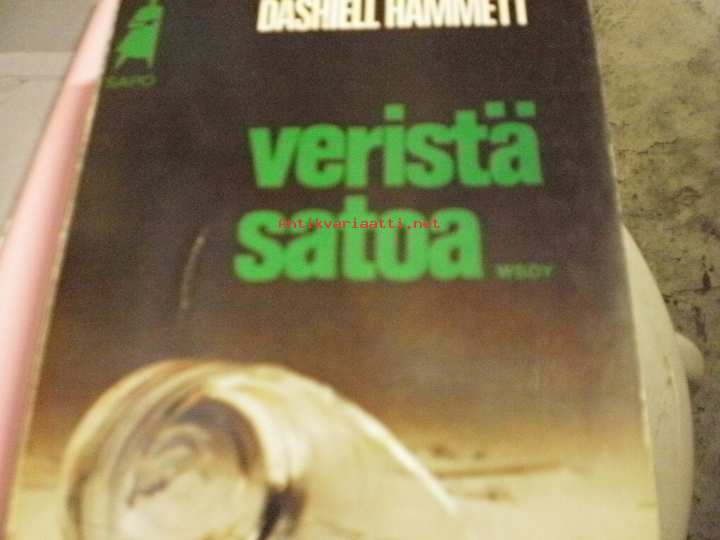 DASHIELL HAMMETT
SAPO
veristä
Antikvariaatti.net
satoa
WSOY